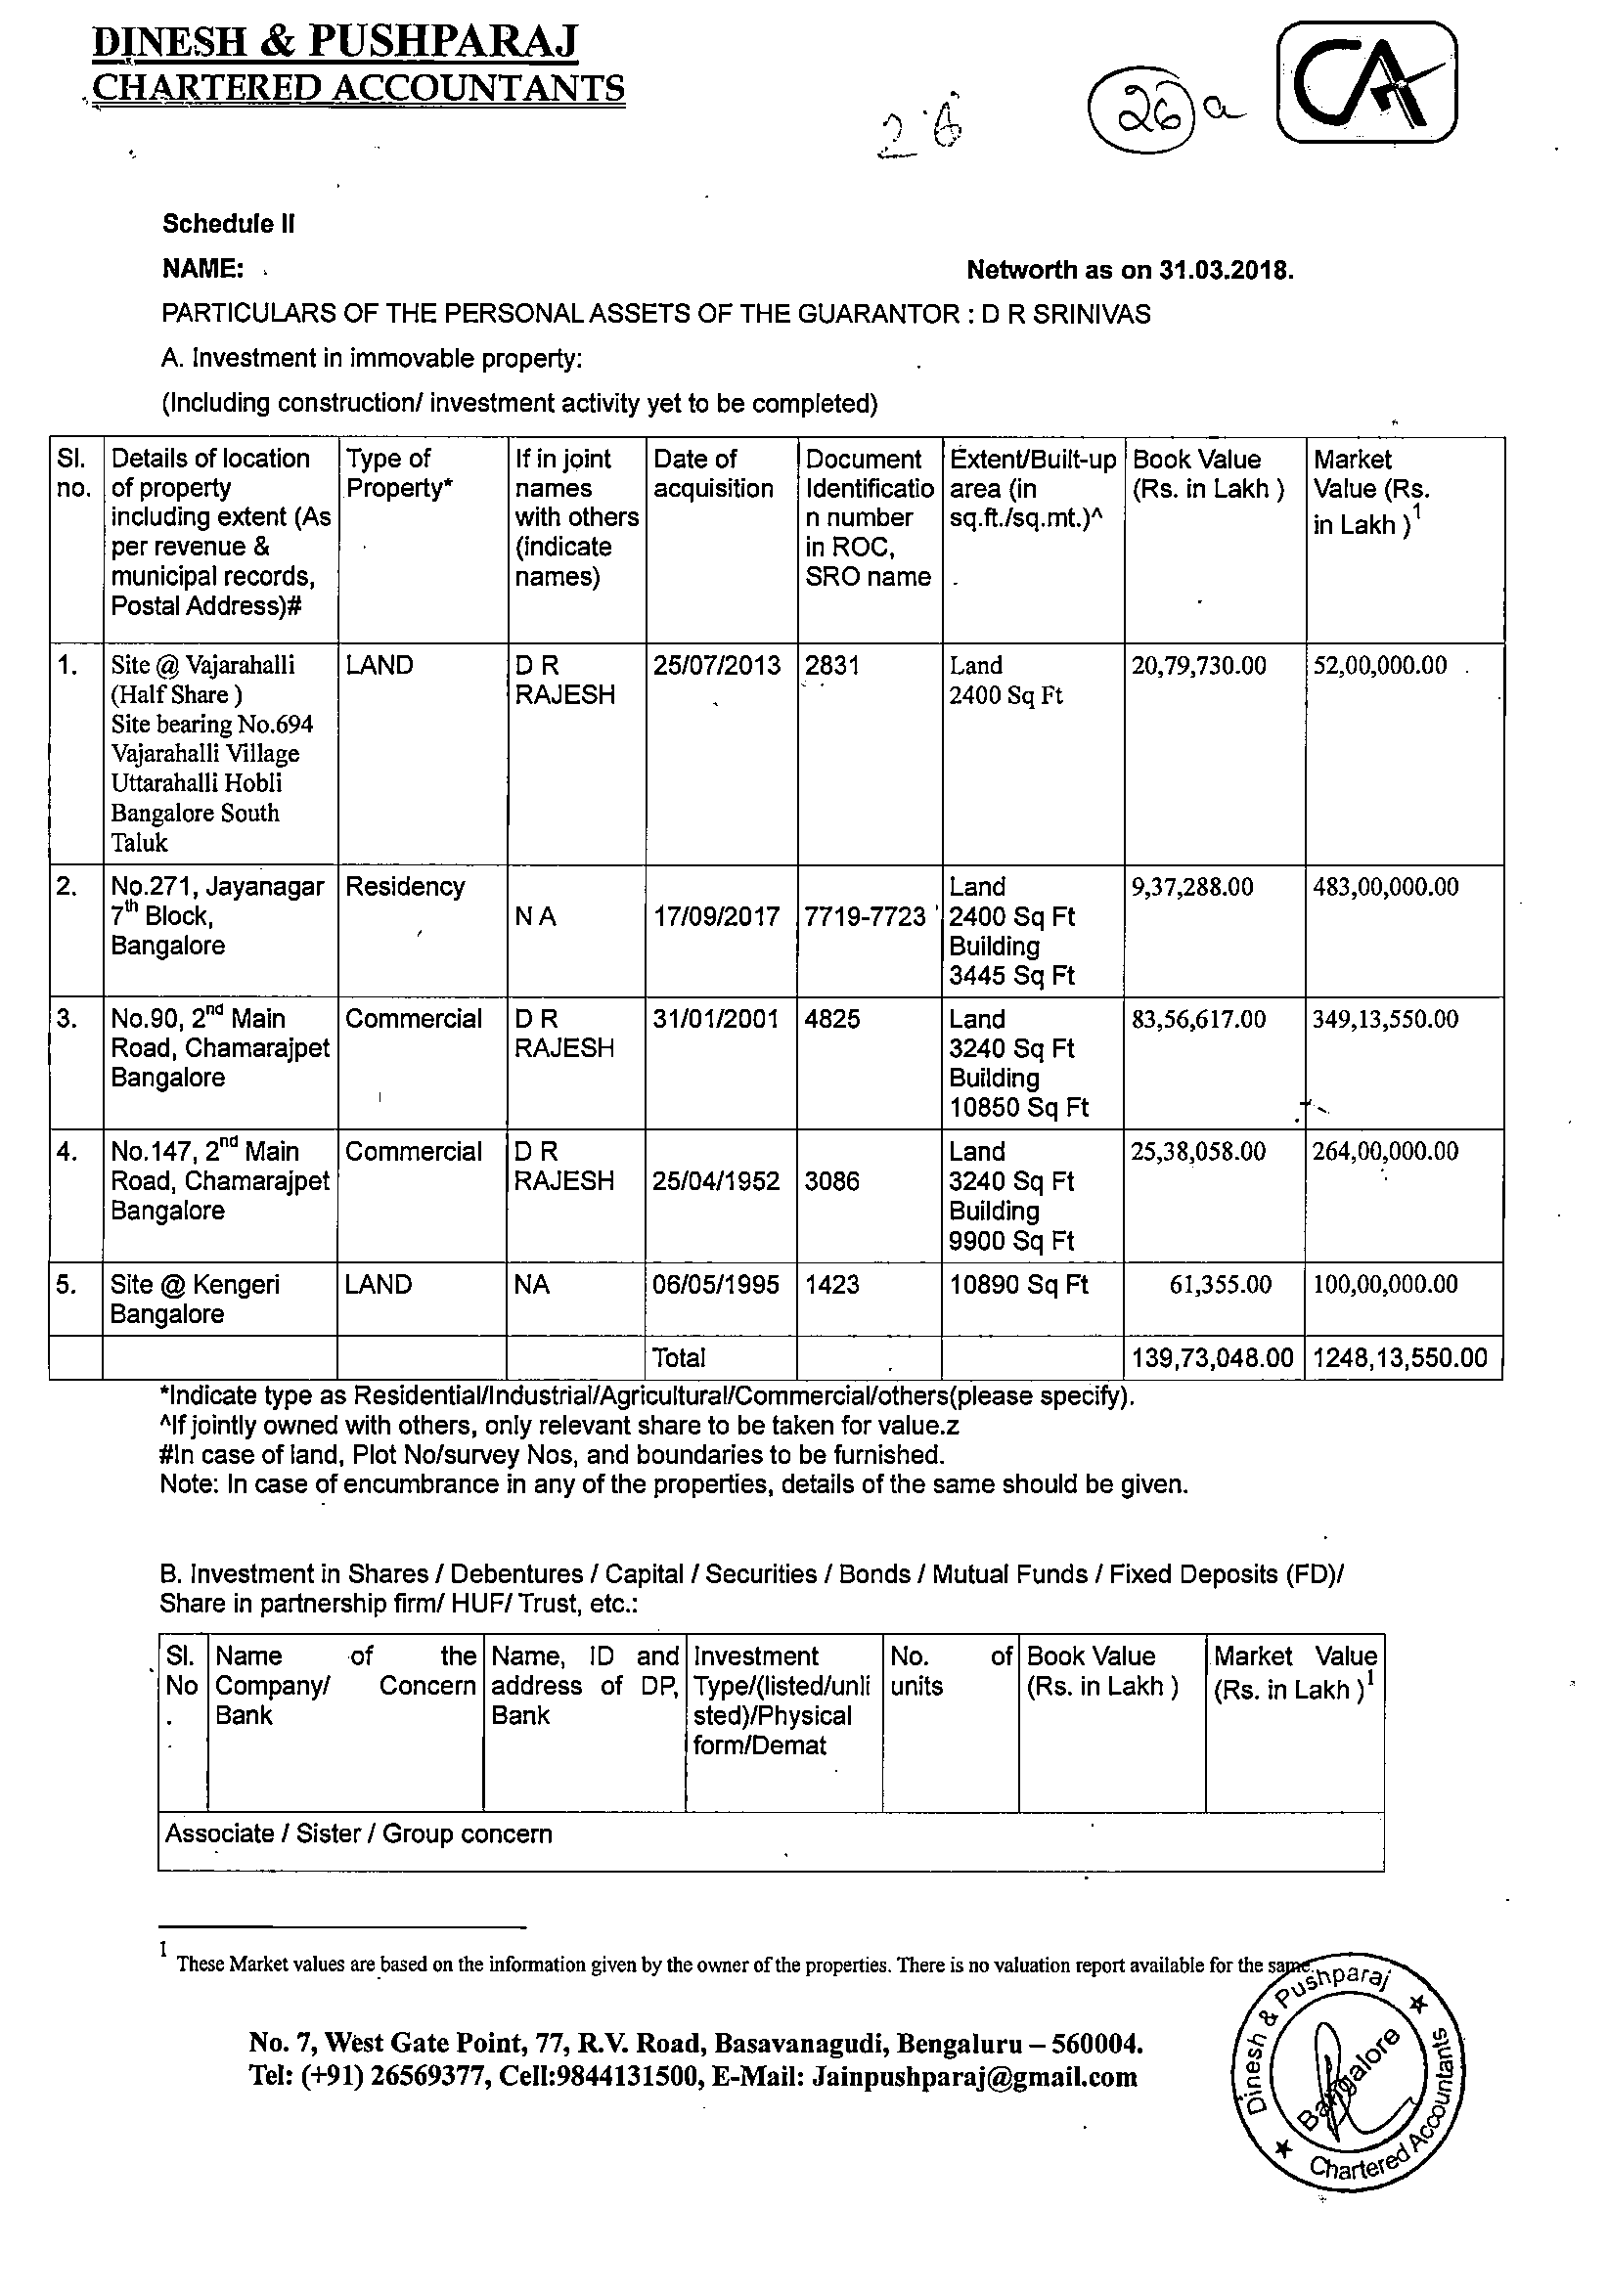 DINESH & PUSHPARAJ
CHARTERED ACCOUNTANTS
CA
26 a
26
Schedule II
NAME:
Networth as on 31.03.2018.
PARTICULARS OF THE PERSONAL ASSETS OF THE GUARANTOR : D R SRINIVAS
A. Investment in immovable property:
(Including construction/ investment activity yet to be completed)
Sl. no. | Details of location of property including extent (As per revenue & municipal records, Postal Address)# | Type of Property* | If in joint names with others (indicate names) | Date of acquisition | Document Identificatio n number in ROC, SRO name | Extent/Built-up area (in sq.ft./sq.mt.)^ | Book Value (Rs. in Lakh ) | Market Value (Rs. in Lakh )1
1. | Site @ Vajarahalli (Half Share ) Site bearing No.694 Vajarahalli Village Uttarahalli Hobli Bangalore South Taluk | LAND | D R RAJESH | 25/07/2013 | 2831 | Land 2400 Sq Ft | 20,79,730.00 | 52,00,000.00
2. | No.271, Jayanagar 7th Block, Bangalore | Residency | N A | 17/09/2017 | 7719-7723 | Land 2400 Sq Ft Building 3445 Sq Ft | 9,37,288.00 | 483,00,000.00
3. | No.90, 2nd Main Road, Chamarajpet Bangalore | Commercial | D R RAJESH | 31/01/2001 | 4825 | Land 3240 Sq Ft Building 10850 Sq Ft | 83,56,617.00 | 349,13,550.00
4. | No.147, 2nd Main Road, Chamarajpet Bangalore | Commercial | D R RAJESH | 25/04/1952 | 3086 | Land 3240 Sq Ft Building 9900 Sq Ft | 25,38,058.00 | 264,00,000.00
5. | Site @ Kengeri Bangalore | LAND | NA | 06/05/1995 | 1423 | 10890 Sq Ft | 61,355.00 | 100,00,000.00
Total | 139,73,048.00 | 1248,13,550.00
*Indicate type as Residential/Industrial/Agricultural/Commercial/others(please specify).
^If jointly owned with others, only relevant share to be taken for value.z
#In case of land, Plot No/survey Nos, and boundaries to be furnished.
Note: In case of encumbrance in any of the properties, details of the same should be given.
B. Investment in Shares / Debentures / Capital / Securities / Bonds / Mutual Funds / Fixed Deposits (FD)/
Share in partnership firm/ HUF/ Trust, etc.:
Sl. No . | Name of the Company/ Concern Bank | Name, ID and address of DP, Bank | Investment Type/(listed/unli sted)/Physical form/Demat | No. of units | Book Value (Rs. in Lakh ) | Market Value (Rs. in Lakh )1
Associate / Sister / Group concern
1 These Market values are based on the information given by the owner of the properties. There is no valuation report available for the same.
No. 7, West Gate Point, 77, R.V. Road, Basavanagudi, Bengaluru – 560004.
Tel: (+91) 26569377, Cell:9844131500, E-Mail: Jainpushparaj@gmail.com
Dinesh & Pushparaj
Bangalore
Chartered Accountants